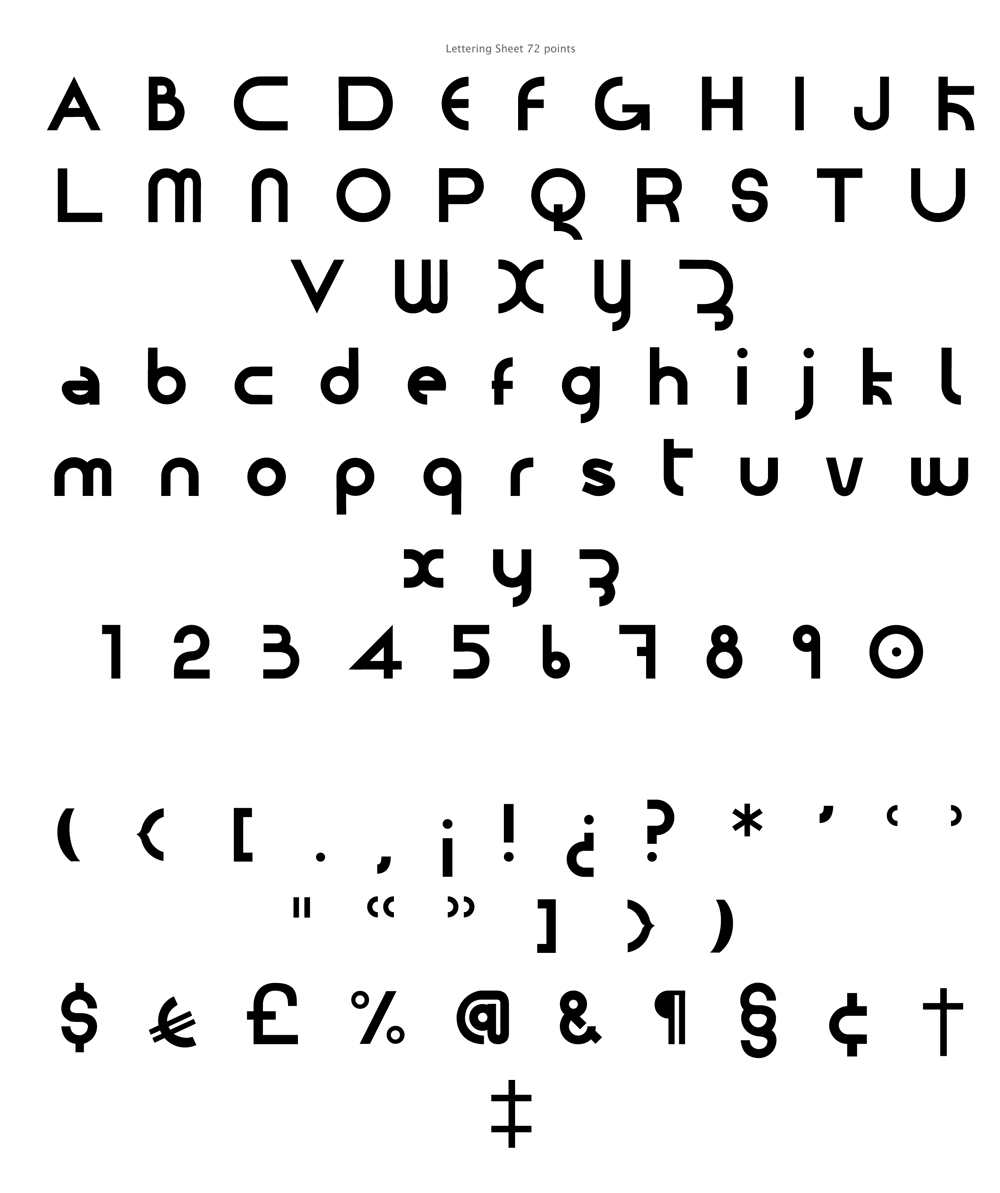 Lettering Sheet 72 points
A B C D E F G H I J K
L M N O P Q R S T U
V W X Y Z
a b c d e f g h i j k l
m n o p q r s t u v w
x y z
1 2 3 4 5 6 7 8 9 0
( { [ . , ¡ ! ¿ ? * ’ ‘ ’
" “ ” ] } )
$ € £ % @ & ¶ § ¢ †
‡